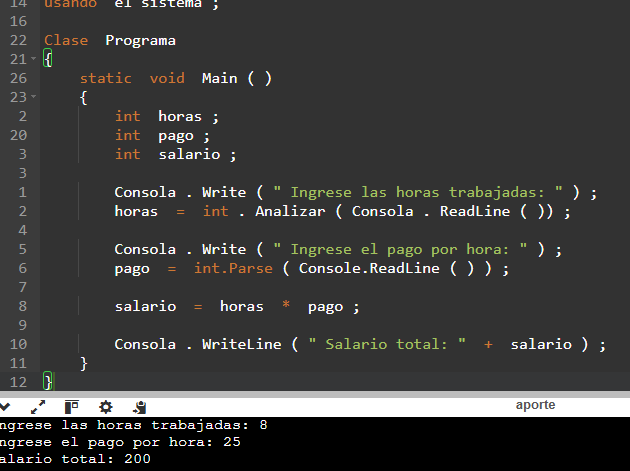 14 usando el sistema ;
16
22 Clase Programa
21 {
26 static void Main ( )
23 {
2 int horas ;
20 int pago ;
3 int salario ;
3
1 Consola . Write ( " Ingrese las horas trabajadas: " ) ;
2 horas = int . Analizar ( Consola . ReadLine ( )) ;
4
5 Consola . Write ( " Ingrese el pago por hora: " ) ;
6 pago = int.Parse ( Console.ReadLine ( ) ) ;
7
8 salario = horas * pago ;
9
10 Consola . WriteLine ( " Salario total: " + salario ) ;
11 }
12 }
aporte
ngrese las horas trabajadas: 8
ngrese el pago por hora: 25
alario total: 200